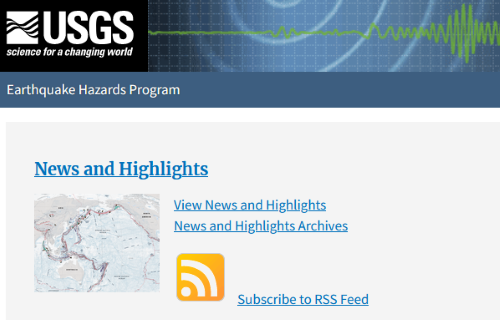 USGS
science for a changing world
Earthquake Hazards Program
News and Highlights
View News and Highlights
News and Highlights Archives
Subscribe to RSS Feed